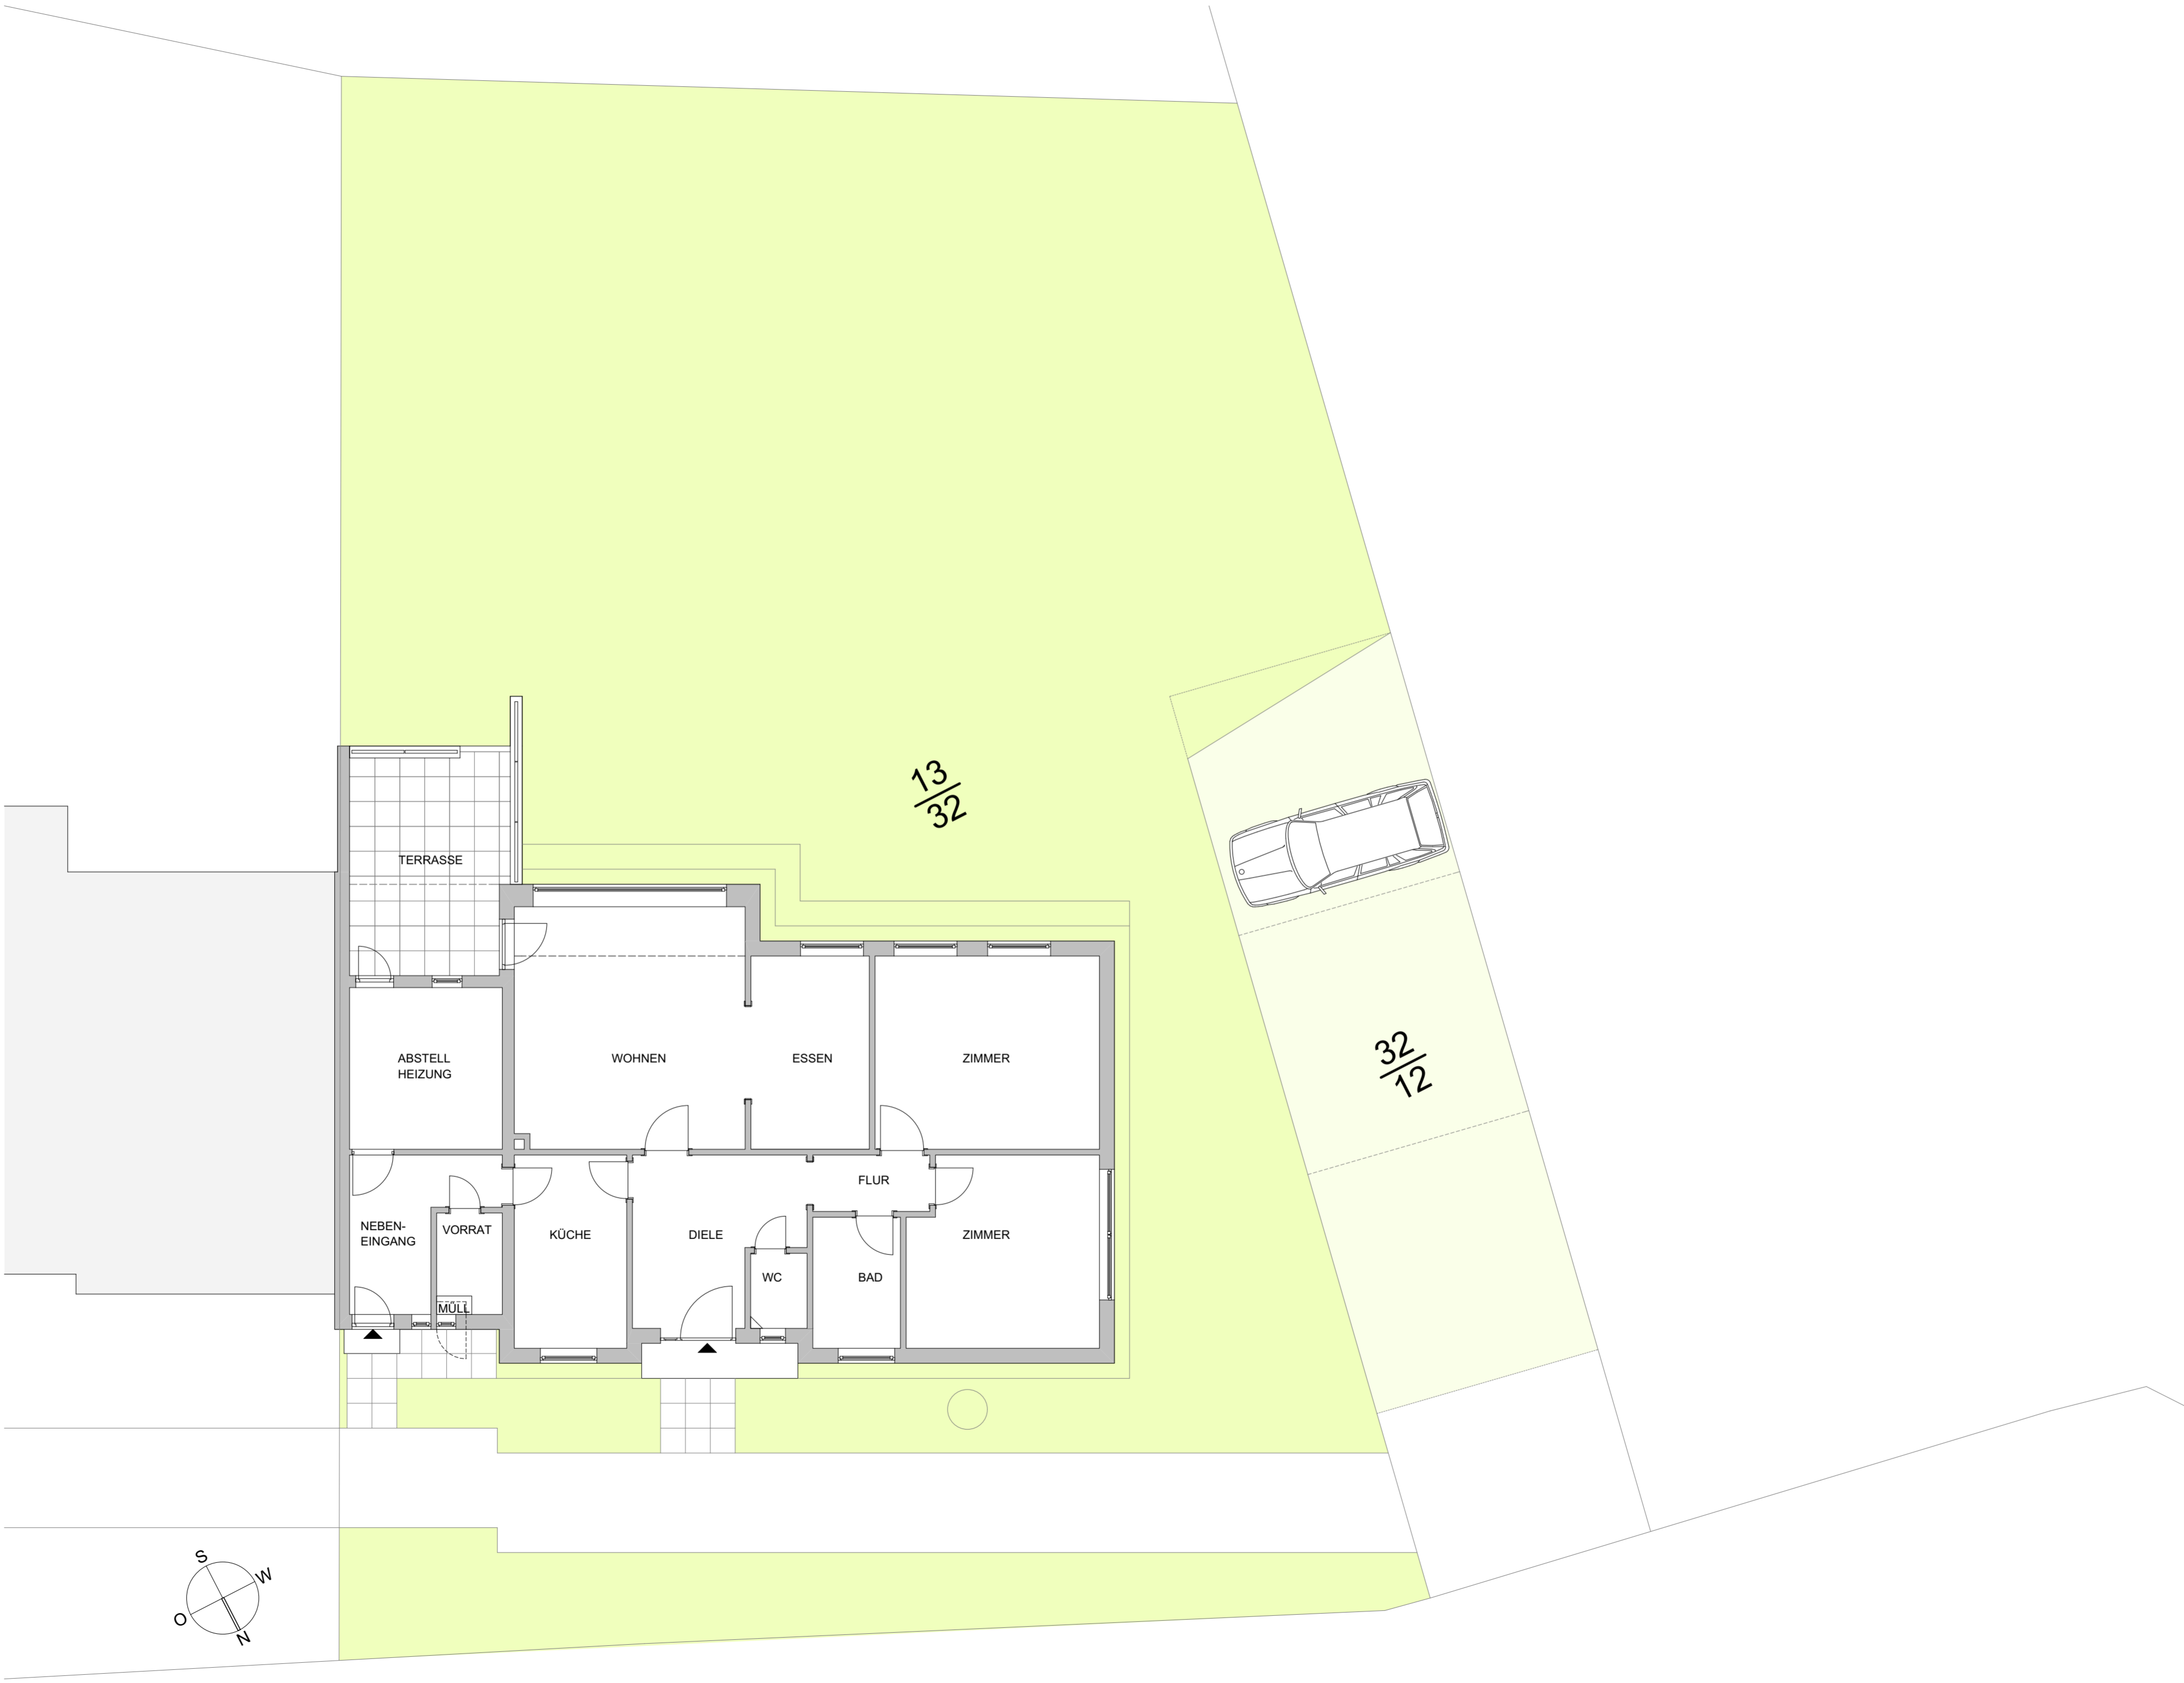 13
32
TERRASSE
ABSTELL
HEIZUNG
WOHNEN
ESSEN
ZIMMER
32
12
FLUR
NEBEN-
EINGANG
VORRAT
KÜCHE
DIELE
ZIMMER
WC
BAD
MÜLL
S
W
O
N